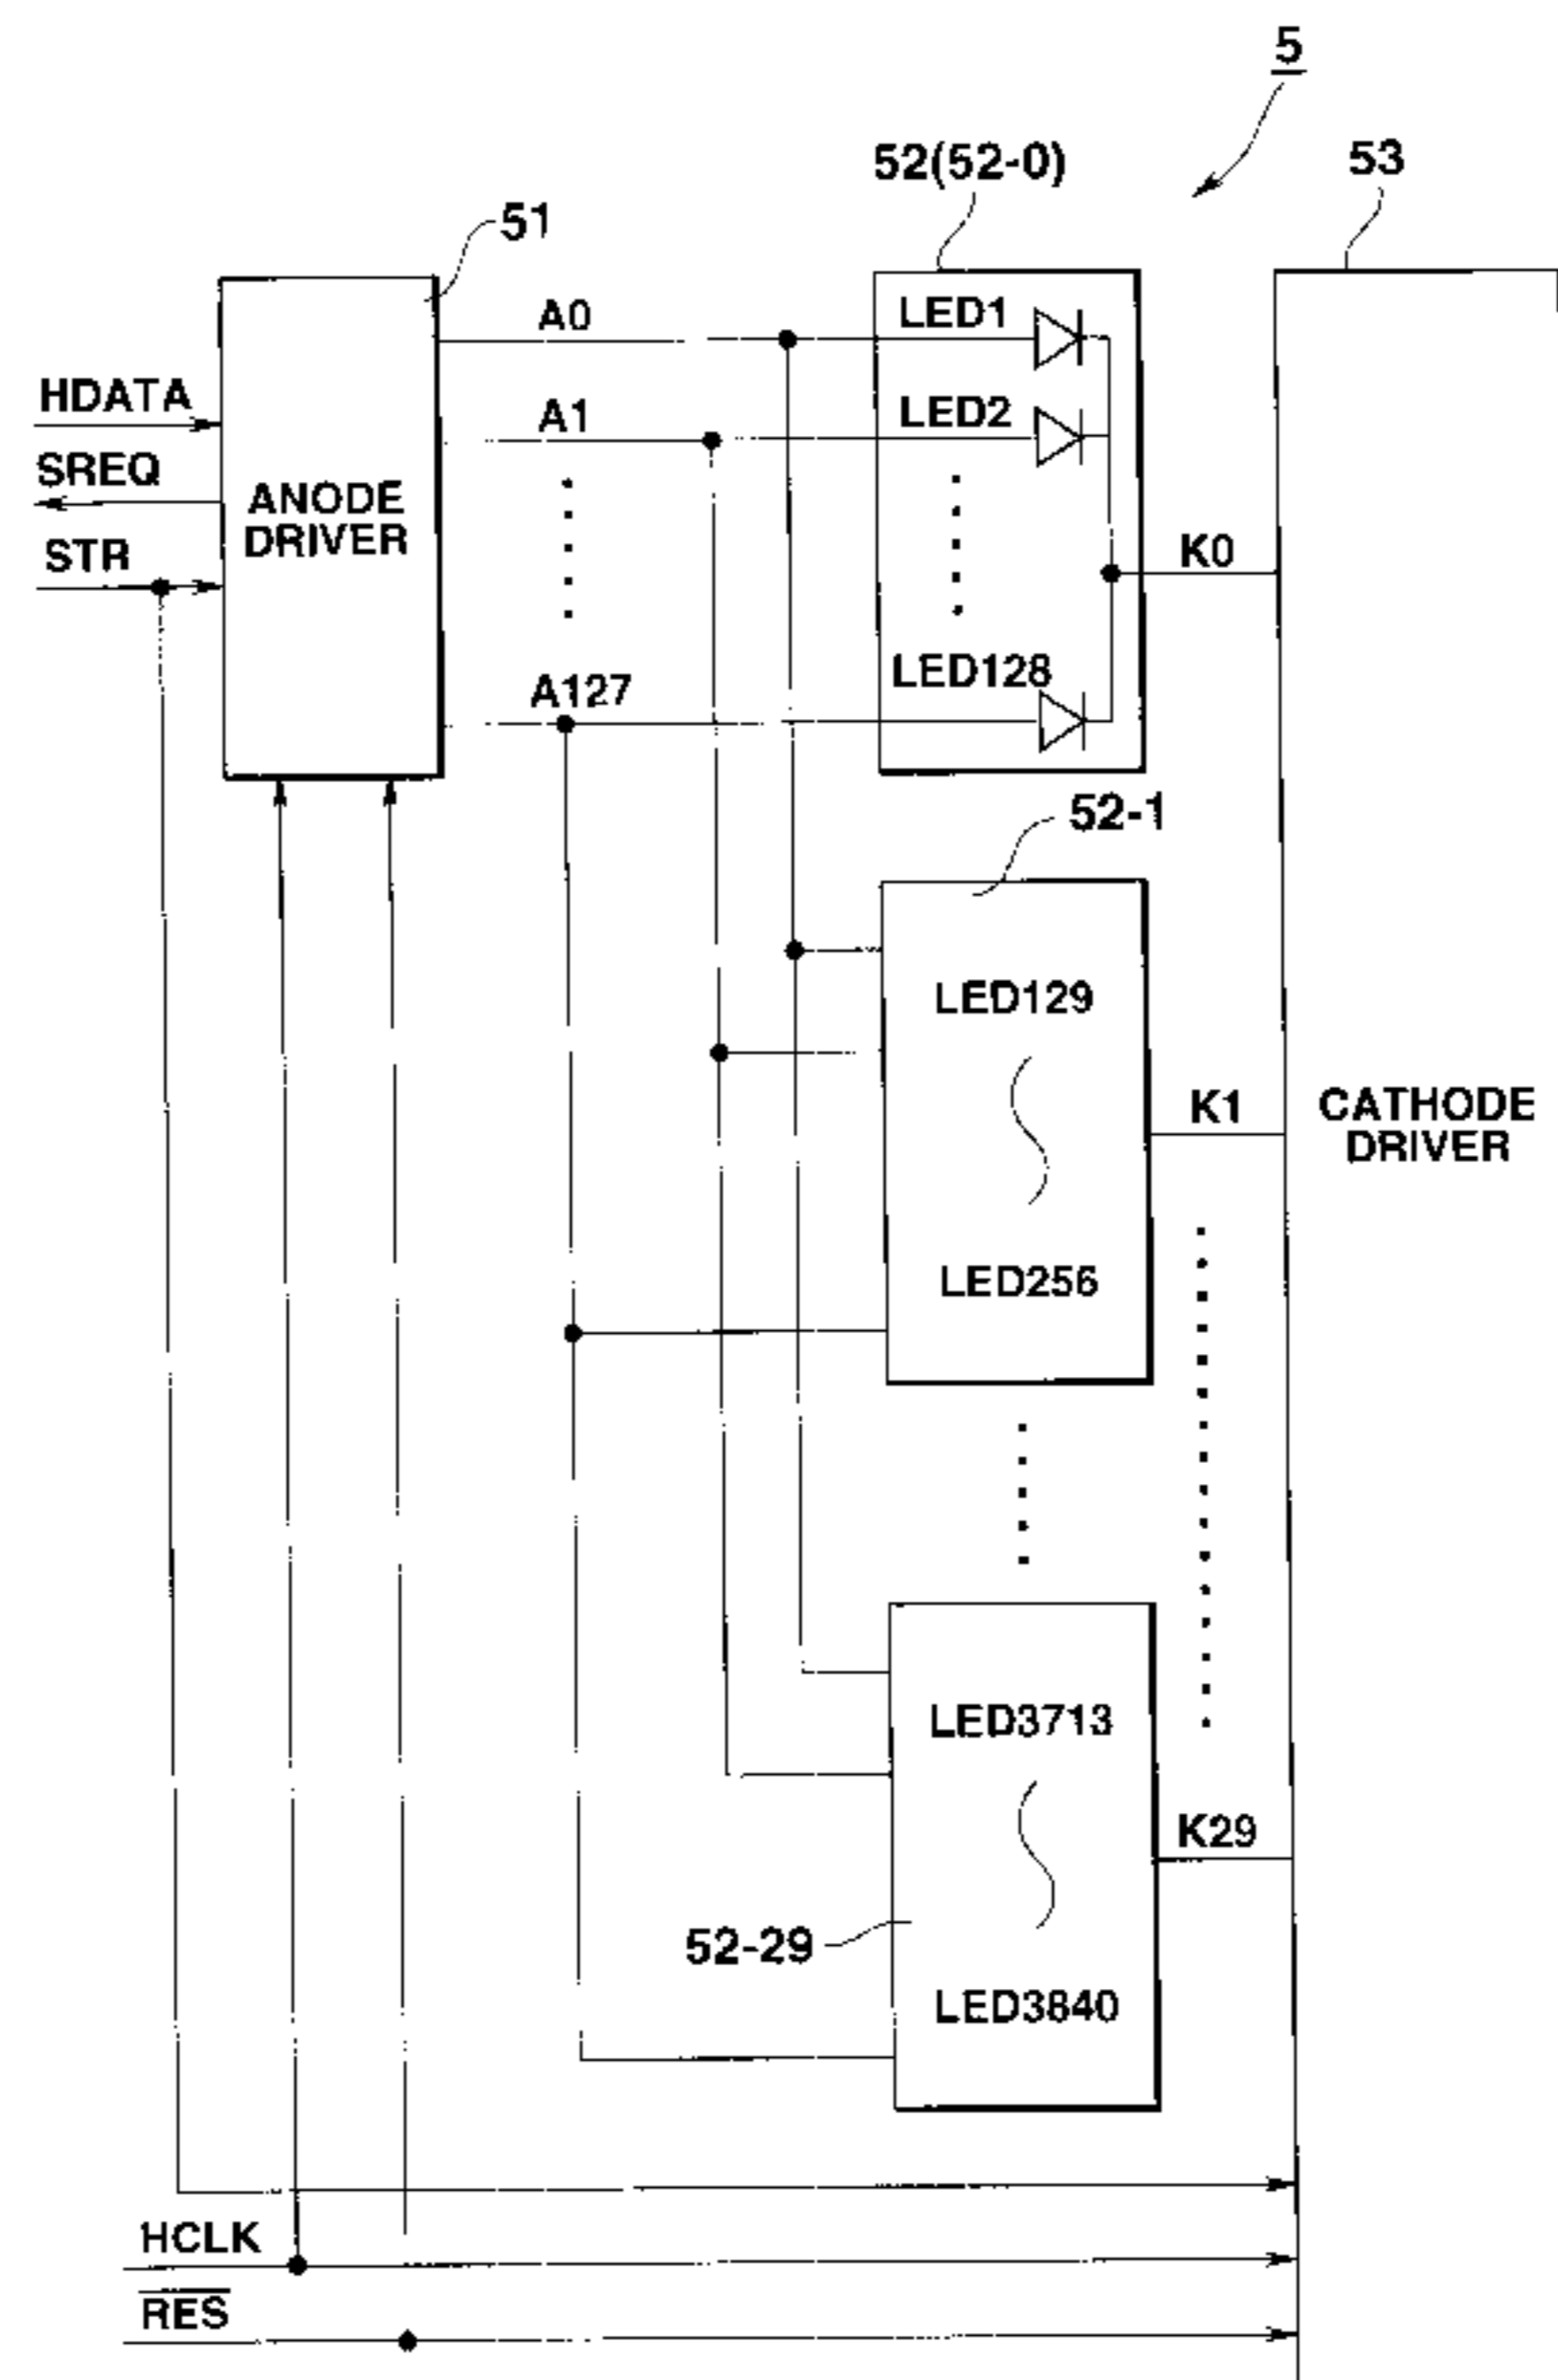 5
52(52-0)
53
51
A0
LED1
HDATA
A1
LED2
SREQ
ANODE
DRIVER
STR
K0
A127
LED128
52-1
LED129
K1
CATHODE
DRIVER
LED256
LED3713
K29
52-29
LED3840
HCLK
RES